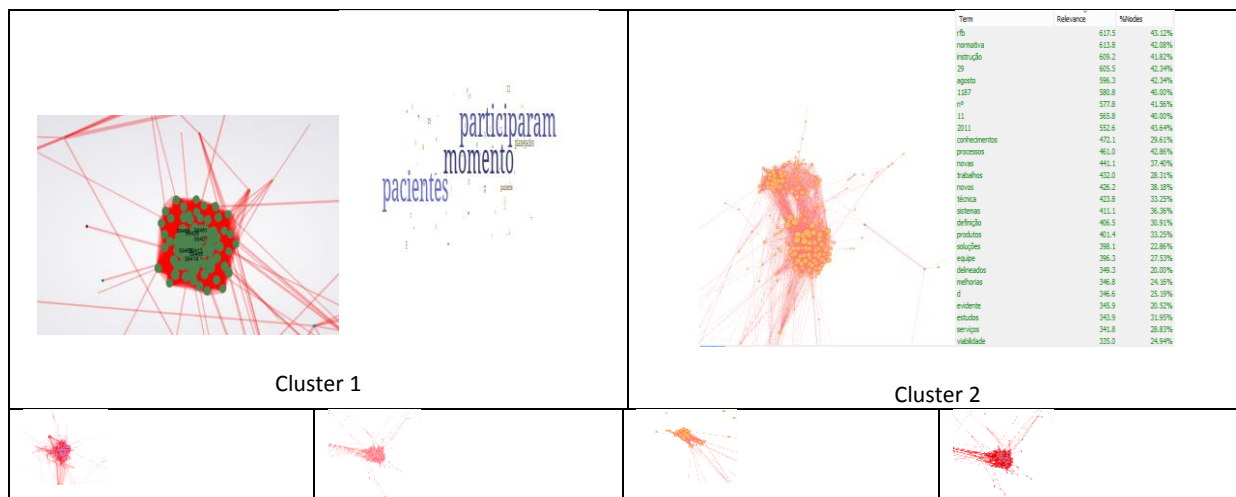 participaram
momento
pacientes
Cluster 1
Term Relevance %Nodes
rfb 617.5 43.12%
normativa 613.8 42.08%
instrução 609.2 41.82%
29 605.5 42.34%
agosto 596.3 42.34%
1187 580.8 40.00%
nº 577.8 41.56%
11 565.8 40.00%
2011 552.6 43.64%
conhecimentos 472.1 29.61%
processos 461.0 42.86%
novas 441.1 37.40%
trabalhos 432.0 28.31%
novos 426.2 38.18%
técnica 423.8 33.25%
sistemas 411.1 36.36%
definição 406.5 30.91%
produtos 401.4 33.25%
soluções 398.1 22.86%
equipe 396.3 27.53%
delineados 349.3 20.00%
melhorias 346.8 24.16%
d 346.6 25.19%
evidente 345.9 20.52%
estudos 343.9 31.95%
serviços 341.8 28.83%
viabilidade 335.0 24.94%
Cluster 2